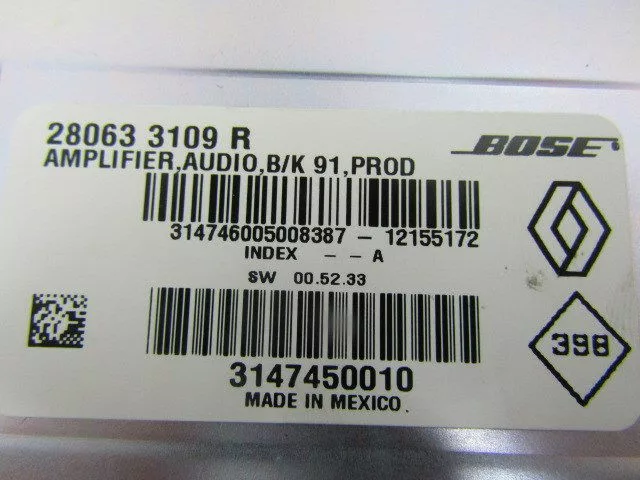 28063 3109 R
BOSE
AMPLIFIER,AUDIO,B/K 91,PROD
314746005008387 - 12155172
INDEX - - A
SW 00.52.33
398
3147450010
MADE IN MEXICO.